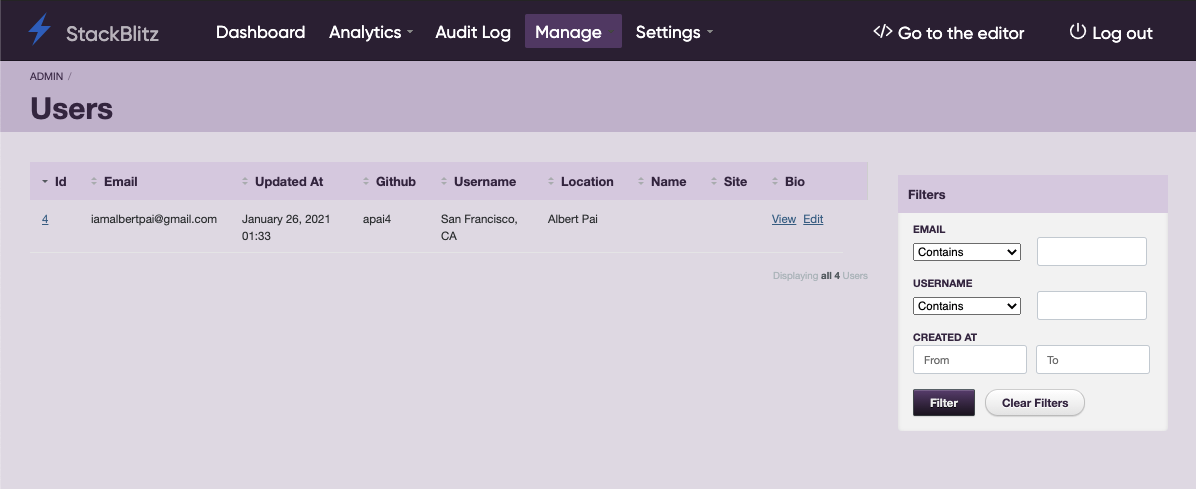 StackBlitz Dashboard Analytics Audit Log Manage Settings </> Go to the editor Log out
ADMIN /
Users
Id Email Updated At Github Username Location Name Site Bio
4 iamalbertpai@gmail.com January 26, 2021 apai4 San Francisco, Albert Pai View Edit
01:33 CA
Displaying all 4 Users
Filters
EMAIL
Contains
USERNAME
Contains
CREATED AT
From To
Filter Clear Filters